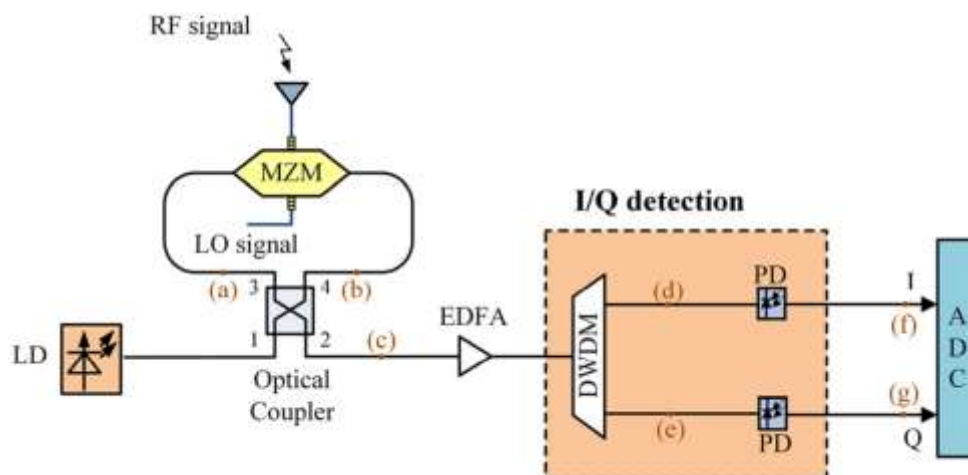 RF signal
MZM
LO signal
(a)
3
4
(b)
1
2
LD
Optical
Coupler
(c)
EDFA
I/Q detection
DWDM
(d)
PD
(e)
PD
I
(f)
(g)
Q
A
D
C